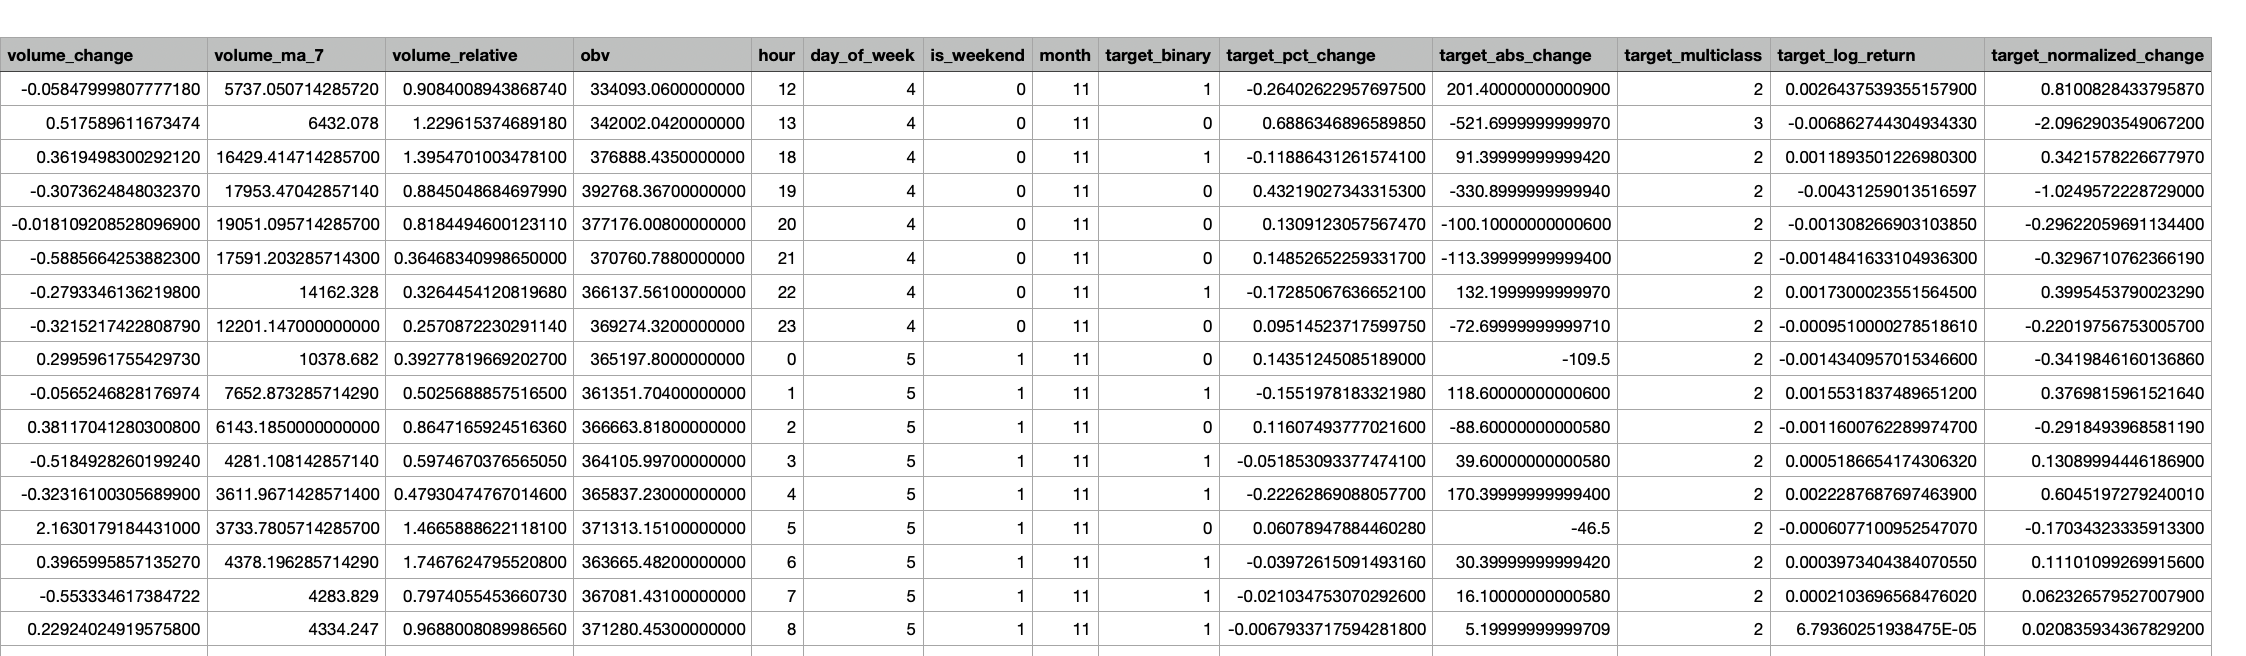 volume_change volume_ma_7 volume_relative obv hour day_of_week is_weekend month target_binary target_pct_change target_abs_change target_multiclass target_log_return target_normalized_change
-0.05847999807777180 5737.050714285720 0.9084008943868740 334093.0600000000 12 4 0 11 1 -0.26402622957697500 201.40000000000900 2 0.0026437539355157900 0.8100828433795870
0.517589611673474 6432.078 1.229615374689180 342002.0420000000 13 4 0 11 0 0.6886346896589850 -521.6999999999970 3 -0.006862744304934330 -2.0962903549067200
0.3619498300292120 16429.414714285700 1.3954701003478100 376888.4350000000 18 4 0 11 1 -0.11886431261574100 91.39999999999420 2 0.0011893501226980300 0.3421578226677970
-0.3073624848032370 17953.47042857140 0.8845048684697990 392768.36700000000 19 4 0 11 0 0.43219027343315300 -330.8999999999940 2 -0.00431259013516597 -1.0249572228729000
-0.018109208528096900 19051.095714285700 0.8184494600123110 377176.00800000000 20 4 0 11 0 0.1309123057567470 -100.10000000000600 2 -0.001308266903103850 -0.29622059691134400
-0.5885664253882300 17591.203285714300 0.36468340998650000 370760.7880000000 21 4 0 11 0 0.14852652259331700 -113.39999999999400 2 -0.0014841633104936300 -0.3296710762366190
-0.2793346136219800 14162.328 0.3264454120819680 366137.56100000000 22 4 0 11 1 -0.17285067636652100 132.1999999999970 2 0.0017300023551564500 0.3995453790023290
-0.3215217422808790 12201.147000000000 0.2570872230291140 369274.3200000000 23 4 0 11 0 0.09514523717599750 -72.69999999999710 2 -0.0009510000278518610 -0.22019756753005700
0.2995961755429730 10378.682 0.39277819669202700 365197.8000000000 0 5 1 11 0 0.14351245085189000 -109.5 2 -0.0014340957015346600 -0.3419846160136860
-0.0565246828176974 7652.873285714290 0.5025688857516500 361351.70400000000 1 5 1 11 1 -0.1551978183321980 118.60000000000600 2 0.0015531837489651200 0.3769815961521640
0.38117041280300800 6143.1850000000000 0.8647165924516360 366663.81800000000 2 5 1 11 0 0.11607493777021600 -88.60000000000580 2 -0.0011600762289974700 -0.2918493968581190
-0.5184928260199240 4281.108142857140 0.5974670376565050 364105.99700000000 3 5 1 11 1 -0.051853093377474100 39.60000000000580 2 0.0005186654174306320 0.13089994446186900
-0.32316100305689900 3611.9671428571400 0.47930474767014600 365837.23000000000 4 5 1 11 1 -0.22262869088057700 170.39999999999400 2 0.0022287687697463900 0.6045197279240010
2.1630179184431000 3733.7805714285700 1.4665888622118100 371313.15100000000 5 5 1 11 0 0.06078947884460280 -46.5 2 -0.0006077100952547070 -0.17034323335913300
0.3965995857135270 4378.196285714290 1.7467624795520800 363665.48200000000 6 5 1 11 1 -0.03972615091493160 30.39999999999420 2 0.0003973404384070550 0.11101099269915600
-0.553334617384722 4283.829 0.7974055453660730 367081.43100000000 7 5 1 11 1 -0.021034753070292600 16.10000000000580 2 0.0002103696568476020 0.062326579527007900
0.22924024919575800 4334.247 0.9688008089986560 371280.45300000000 8 5 1 11 1 -0.0067933717594281800 5.19999999999709 2 6.79360251938475E-05 0.020835934367829200